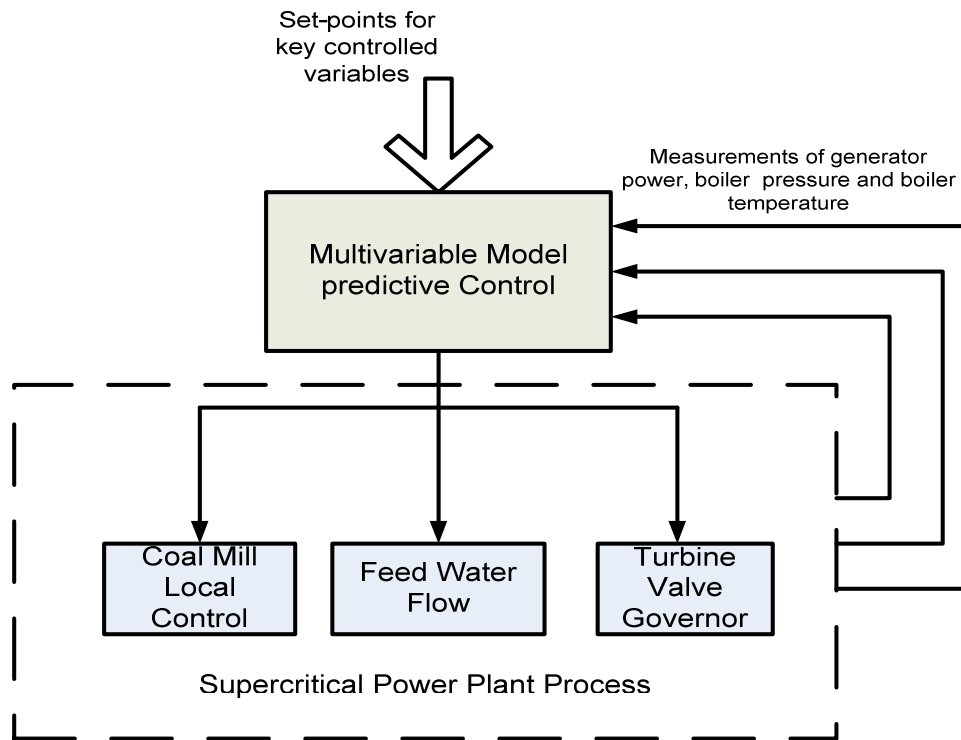 Set-points for
key controlled
variables
Measurements of generator
power, boiler pressure and boiler
temperature
Multivariable Model
predictive Control
Coal Mill
Local
Control
Feed Water
Flow
Turbine
Valve
Governor
Supercritical Power Plant Process